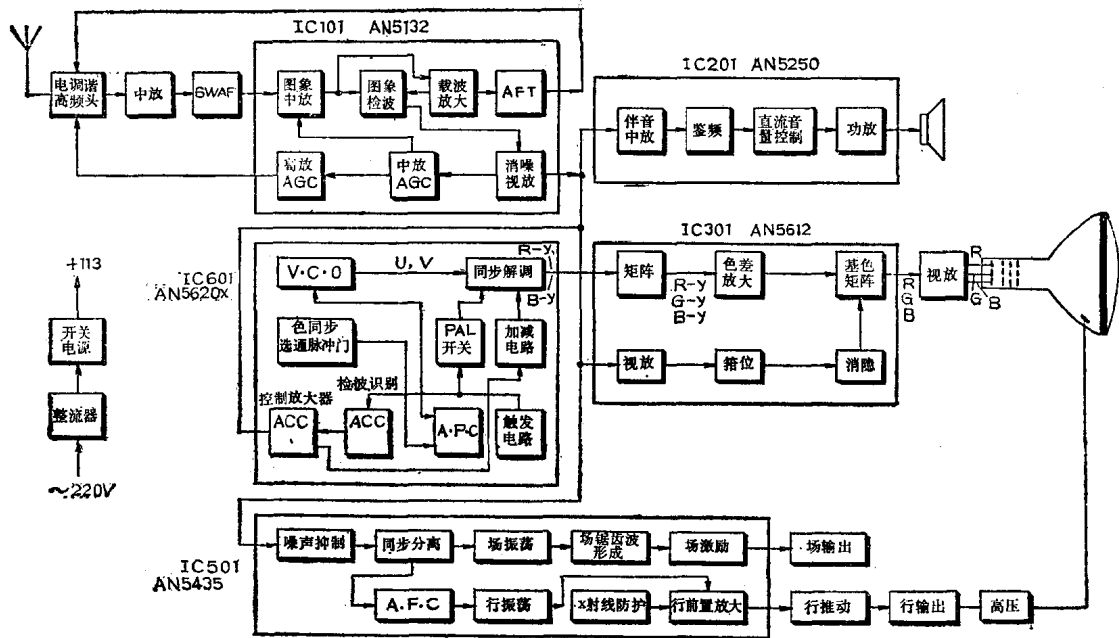 IC101 AN5132
电调谐
高频头
中放
SWAF
图象
中放
图象
检波
载波
放大
AFT
高放
AGC
中放
AGC
消噪
视放
IC201 AN5250
伴音
中放
鉴频
直流音
量控制
功放
+113
开关
电源
整流器
~220V
IC601
AN5620X
V·C·O
U,V
同步解调
R-y
B-y
色同步
选通脉冲门
PAL
开关
加减
电路
检波识别
控制放大器
ACC
ACC
A·P·C
触发
电路
IC301 AN5612
矩阵
R-y
G-y
B-y
色差
放大
基色
矩阵
R
G
B
视放
R
G
B
视放
箝位
消隐
IC501
AN5435
噪声抑制
同步分离
场振荡
场锯齿波
形成
场激励
场输出
A·F·C
行振荡
x射线防护
行前置放大
行推动
行输出
高压